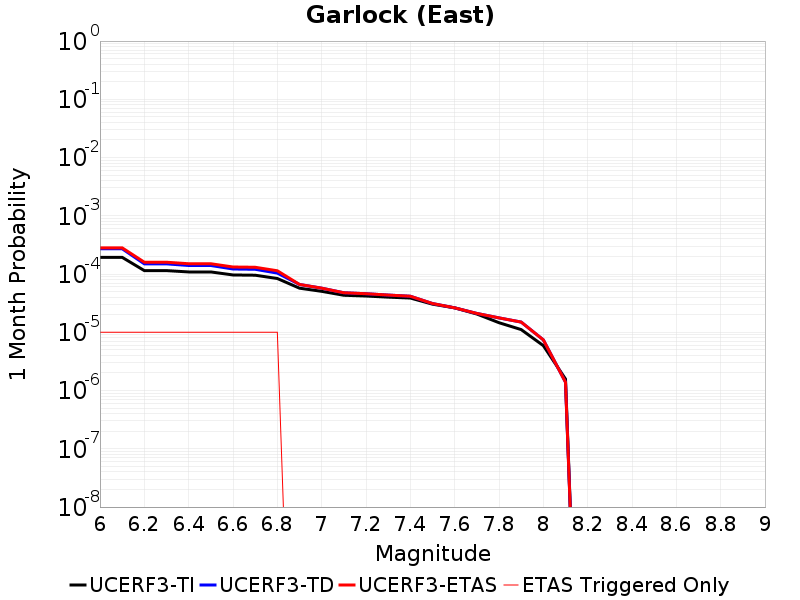 Garlock (East)
1 Month Probability
10^0
10^-1
10^-2
10^-3
10^-4
10^-5
10^-6
10^-7
10^-8
6 6.2 6.4 6.6 6.8 7 7.2 7.4 7.6 7.8 8 8.2 8.4 8.6 8.8 9
Magnitude
UCERF3-TI UCERF3-TD UCERF3-ETAS ETAS Triggered Only